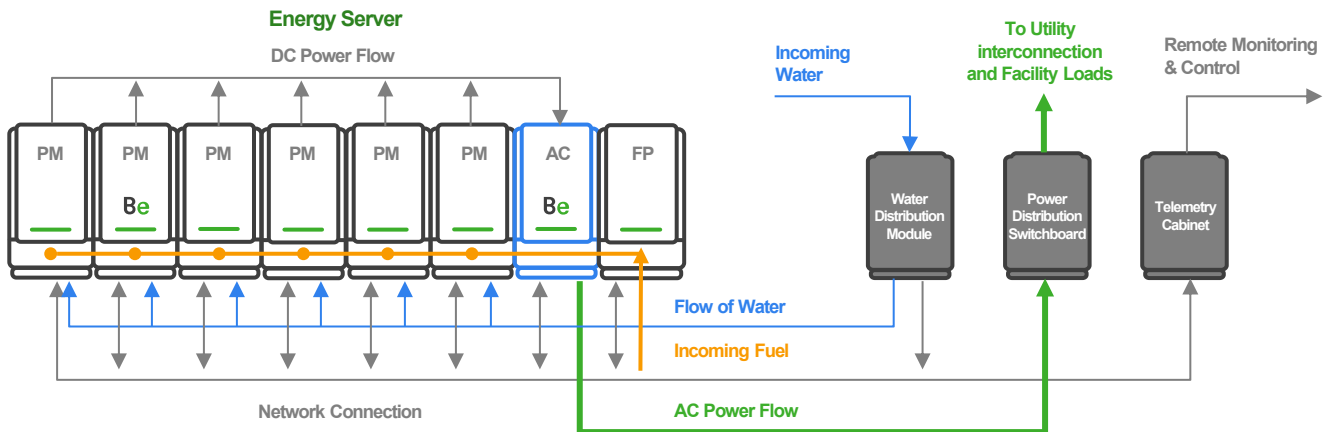 Energy Server
DC Power Flow
Incoming
Water
To Utility
interconnection
and Facility Loads
Remote Monitoring
& Control
PM
PM
PM
PM
PM
PM
AC
FP
Be
Be
Water
Distribution
Module
Power
Distribution
Switchboard
Telemetry
Cabinet
Flow of Water
Incoming Fuel
Network Connection
AC Power Flow